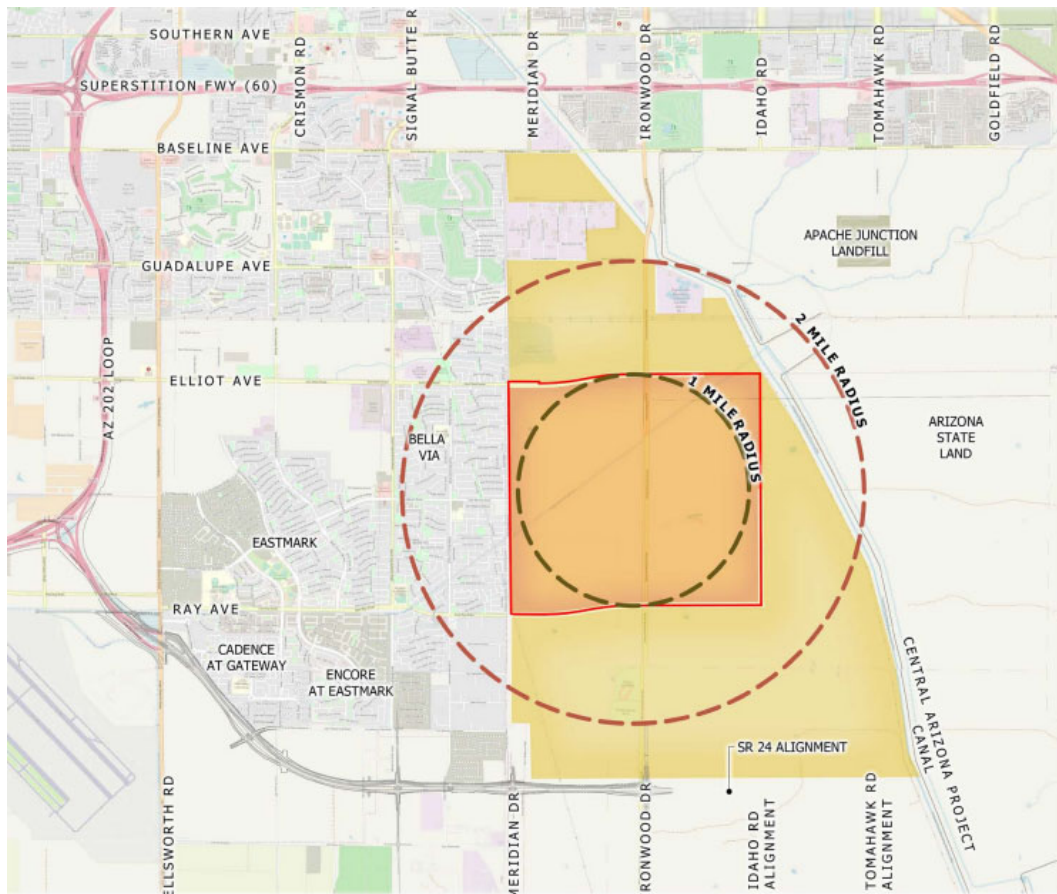 SOUTHERN AVE
SUPERSTITION FWY (60)
CRISMON RD
SIGNAL BUTTE R
MERIDIAN DR
IRONWOOD DR
IDAHO RD
TOMAHAWK RD
GOLDFIELD RD
BASELINE AVE
APACHE JUNCTION
LANDFILL
GUADALUPE AVE
2 MILE RADIUS
AZ 202 LOOP
ELLIOT AVE
1 MILE RADIUS
BELLA
VIA
ARIZONA
STATE
LAND
EASTMARK
RAY AVE
CADENCE
AT GATEWAY
ENCORE
AT EASTMARK
CENTRAL ARIZONA PROJECT
CANAL
SR 24 ALIGNMENT
ELLSWORTH RD
MERIDIAN DR
RONWOOD DR
IDAHO RD
ALIGNMENT
TOMAHAWK RD
ALIGNMENT